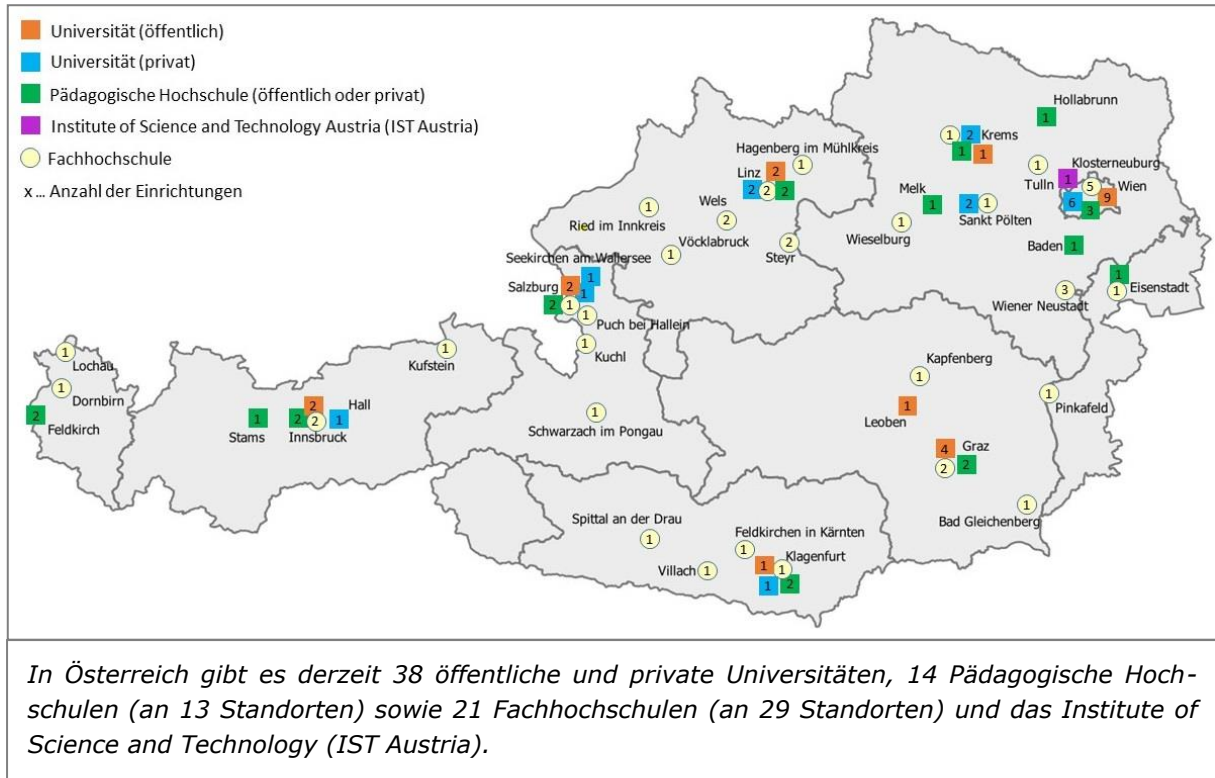 Universität (öffentlich)
Universität (privat)
Pädagogische Hochschule (öffentlich oder privat)
Institute of Science and Technology Austria (IST Austria)
Fachhochschule
x ... Anzahl der Einrichtungen
Hollabrunn
1
1 2 Krems
1 1
Hagenberg im Mühlkreis
1
Linz 2
2 2 2
1
Tulln
Klosterneuburg
1
5 Wien
6 9
3
Melk
1
2 1
Sankt Pölten
1
Wieselburg
Baden 1
1
Ried im Innkreis
Wels
2
Vöcklabruck
1
2
Steyr
Seekirchen am Wallersee
1
Salzburg 2
1
2 1
1
Puch bei Hallein
1
Kuchl
3
Wiener Neustadt
1
1 Eisenstadt
1
Lochau
1
Dornbirn
2
Feldkirch
Kufstein 1
1
Stams
2 Hall
2 2 1
Innsbruck
1
Schwarzach im Pongau
Kapfenberg
1
1
Leoben
1
Pinkafeld
4 Graz
2 2
1
Bad Gleichenberg
Spittal an der Drau
1
Feldkirchen in Kärnten
1
Villach 1
1 1 Klagenfurt
1 2
In Österreich gibt es derzeit 38 öffentliche und private Universitäten, 14 Pädagogische Hoch-
schulen (an 13 Standorten) sowie 21 Fachhochschulen (an 29 Standorten) und das Institute of
Science and Technology (IST Austria).